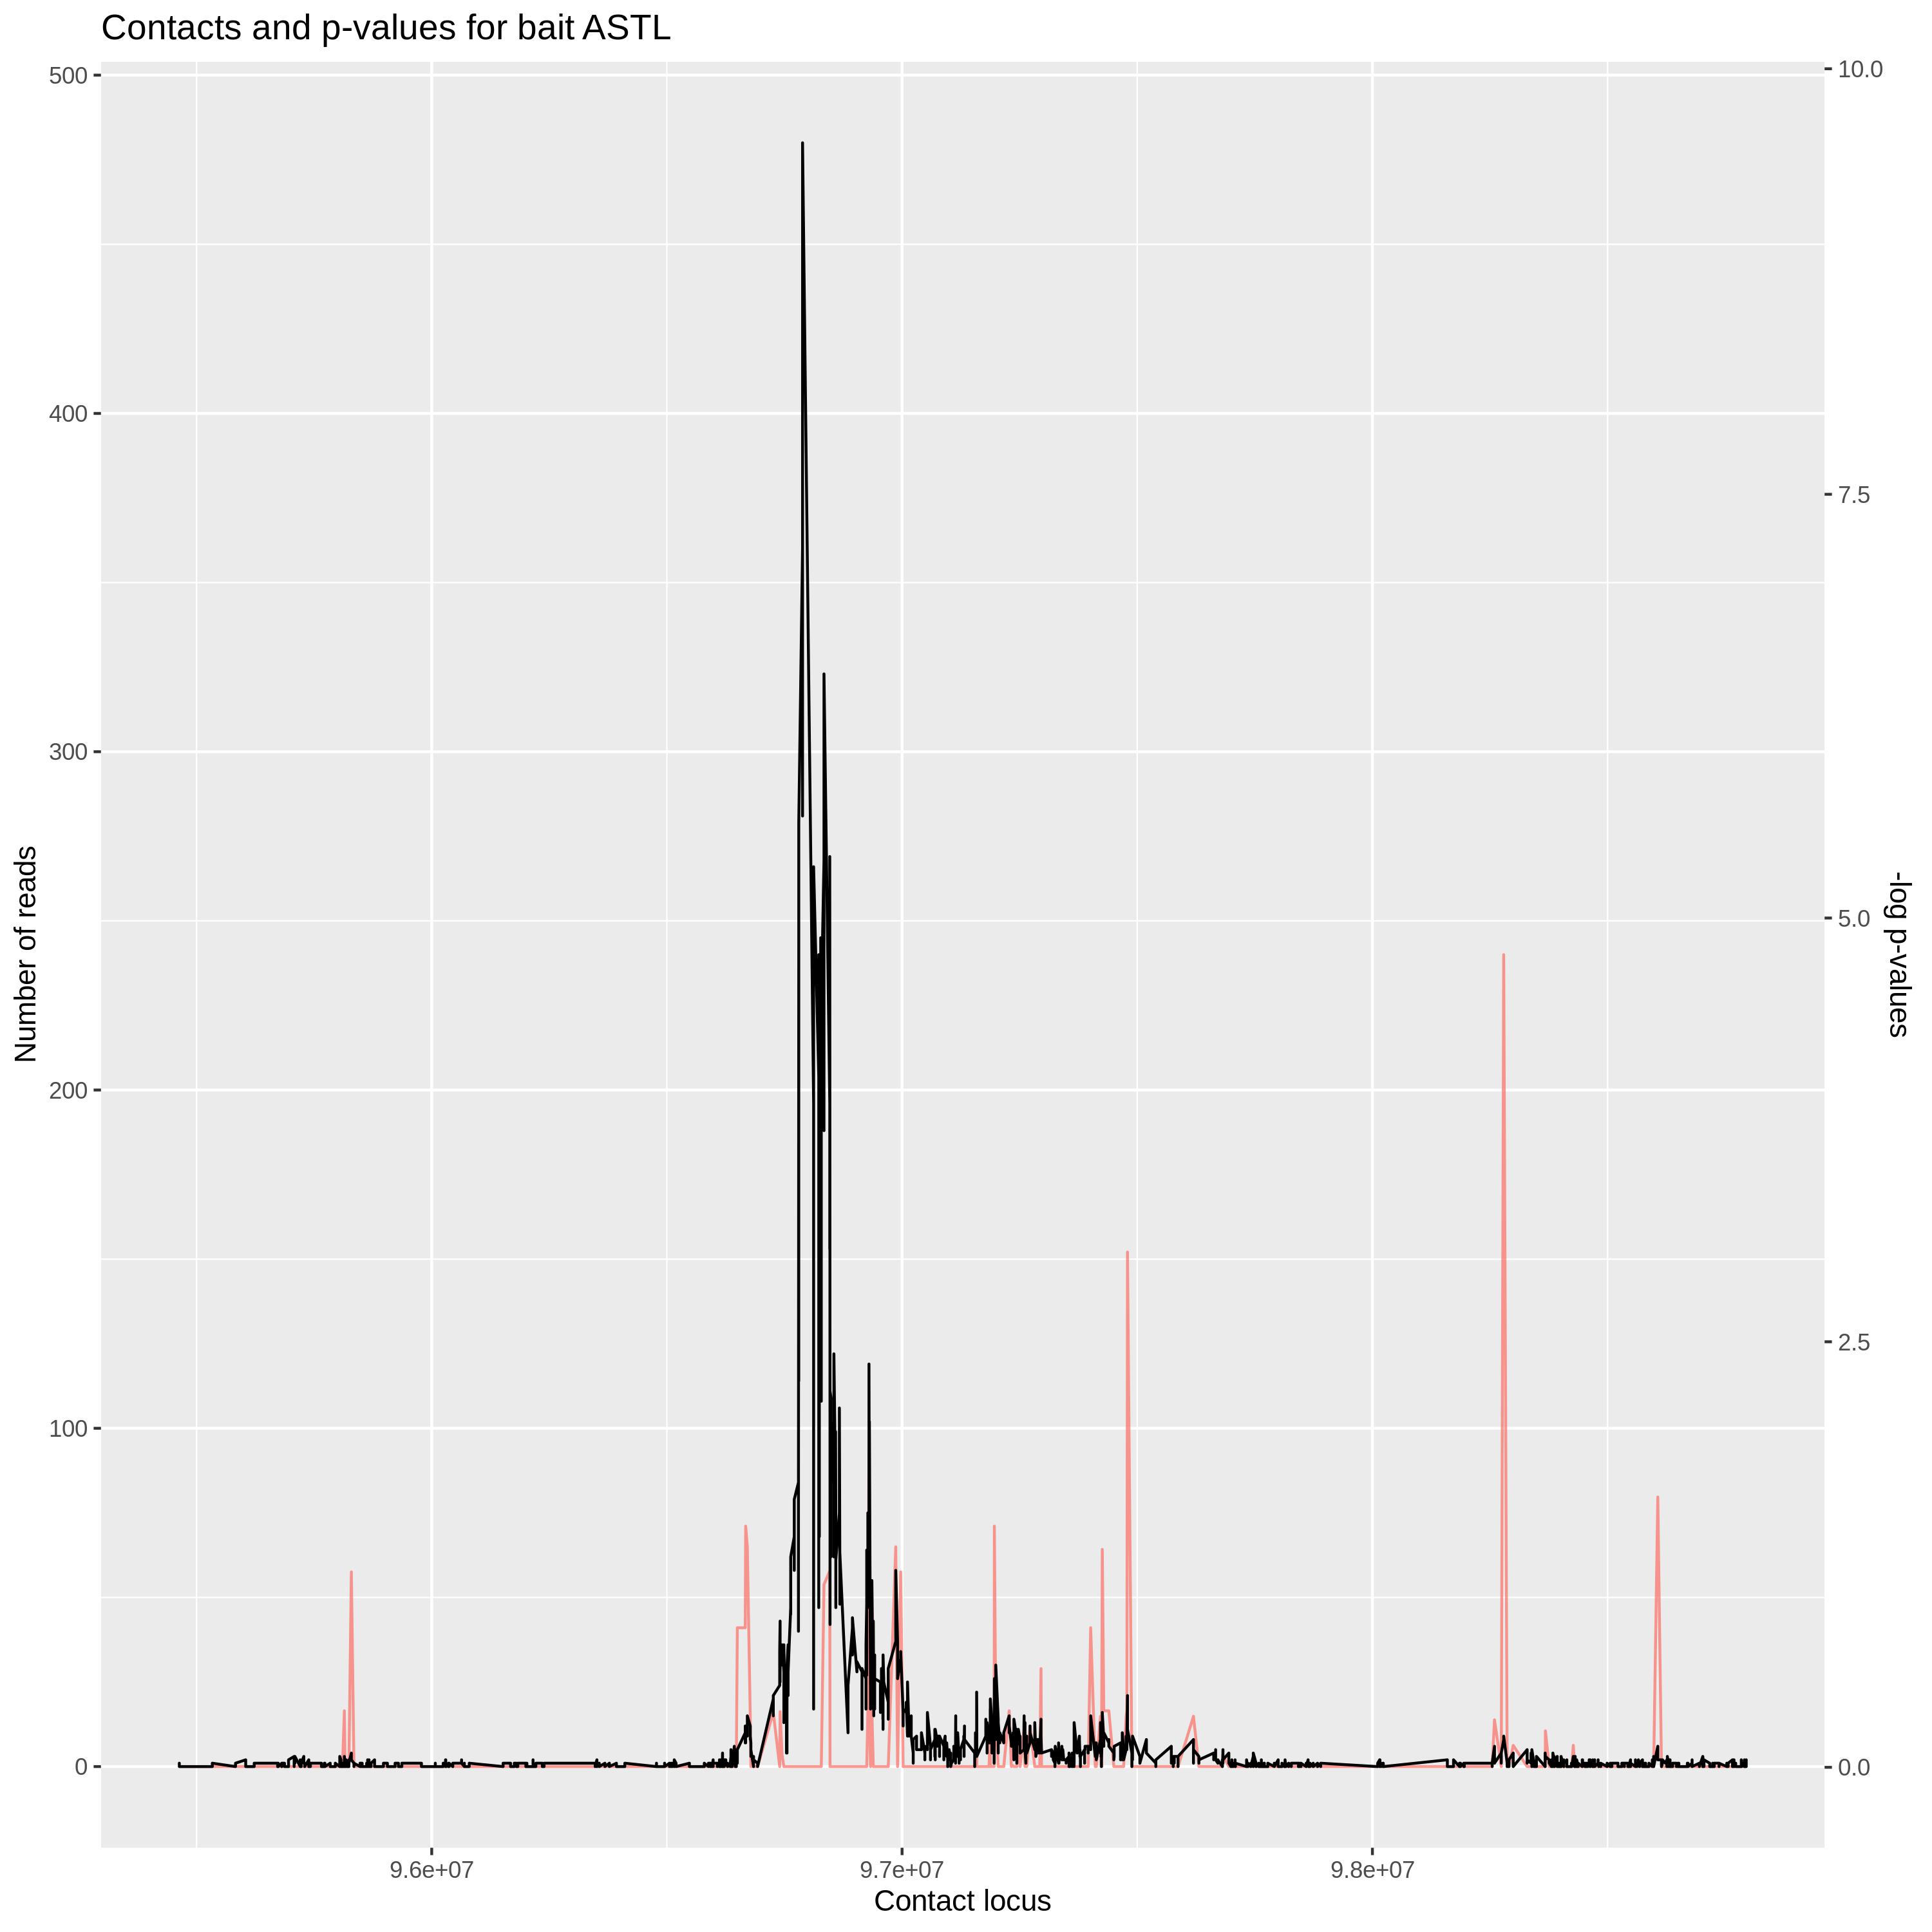 Contacts and p-values for bait ASTL
500
400
300
200
100
0
10.0
7.5
5.0
2.5
0.0
Number of reads
-log p-values
9.6e+07
9.7e+07
9.8e+07
Contact locus